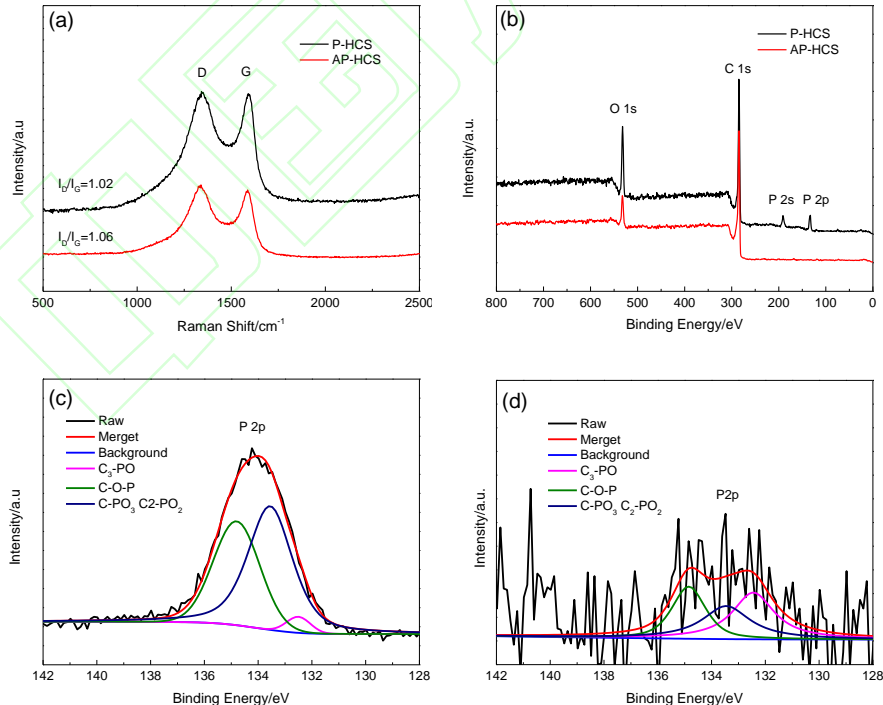 (a)
P-HCS
AP-HCS
D
G
I_D/I_G=1.02
I_D/I_G=1.06
Intensity/a.u
500
1000
1500
2000
2500
Raman Shift/cm⁻¹
(b)
P-HCS
AP-HCS
C 1s
O 1s
P 2s
P 2p
Intensity/a.u.
800
700
600
500
400
300
200
100
0
Binding Energy/eV
(c)
Raw
Merget
Background
C₃-PO
C-O-P
C-PO₃ C2-PO₂
P 2p
Intensity/a.u
142
140
138
136
134
132
130
128
Binding Energy/eV
(d)
Raw
Merget
Background
C₃-PO
C-O-P
C-PO₃ C₂-PO₂
P2p
Intensity/a.u.
142
140
138
136
134
132
130
128
Binding Energy/eV